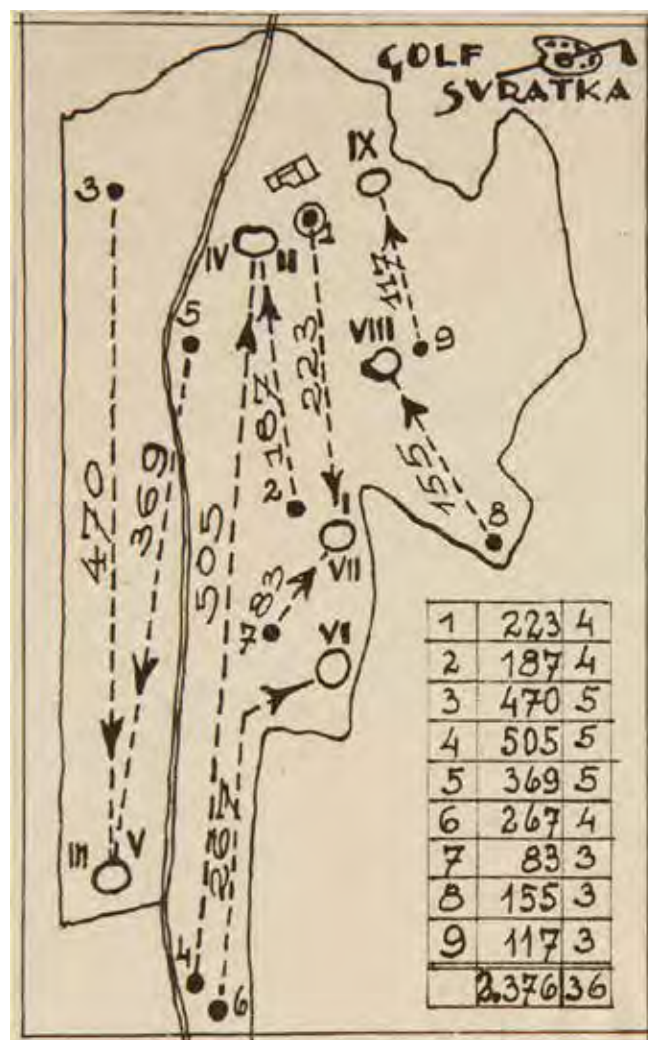 GOLF
SVRATKA
IX
3
1
IV II
117
5
VIII
9
223
187
470
369
155
2
I
8
505
VII
83
7
VI
1 223 4
2 187 4
3 470 5
4 505 5
5 369 5
6 267 4
7 83 3
8 155 3
9 117 3
2.376 36
267
III V
4
6